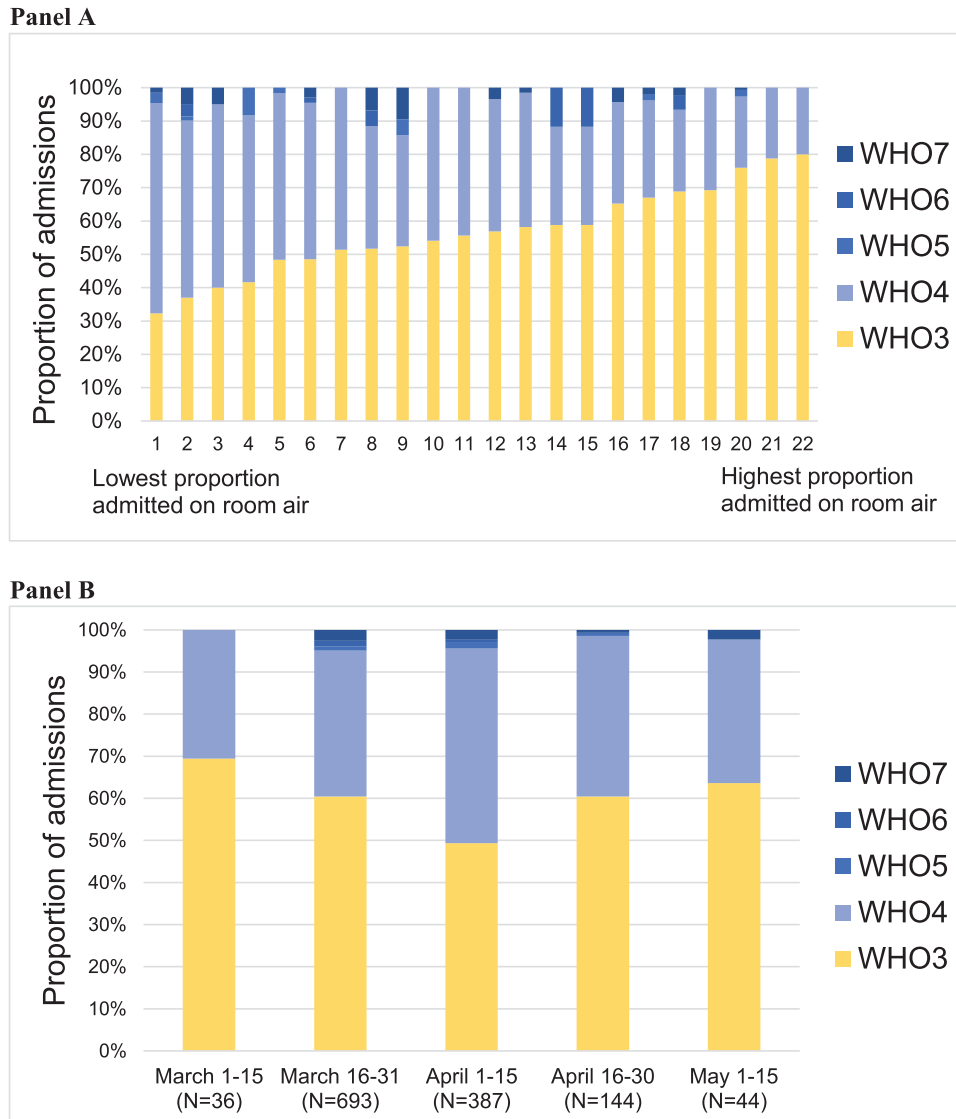 Panel A
Proportion of admissions
100%
90%
80%
70%
60%
50%
40%
30%
20%
10%
0%
1 2 3 4 5 6 7 8 9 10 11 12 13 14 15 16 17 18 19 20 21 22
Lowest proportion
admitted on room air
Highest proportion
admitted on room air
WHO7
WHO6
WHO5
WHO4
WHO3
Panel B
Proportion of admissions
100%
90%
80%
70%
60%
50%
40%
30%
20%
10%
0%
March 1-15 March 16-31 April 1-15 April 16-30 May 1-15
(N=36) (N=693) (N=387) (N=144) (N=44)
WHO7
WHO6
WHO5
WHO4
WHO3